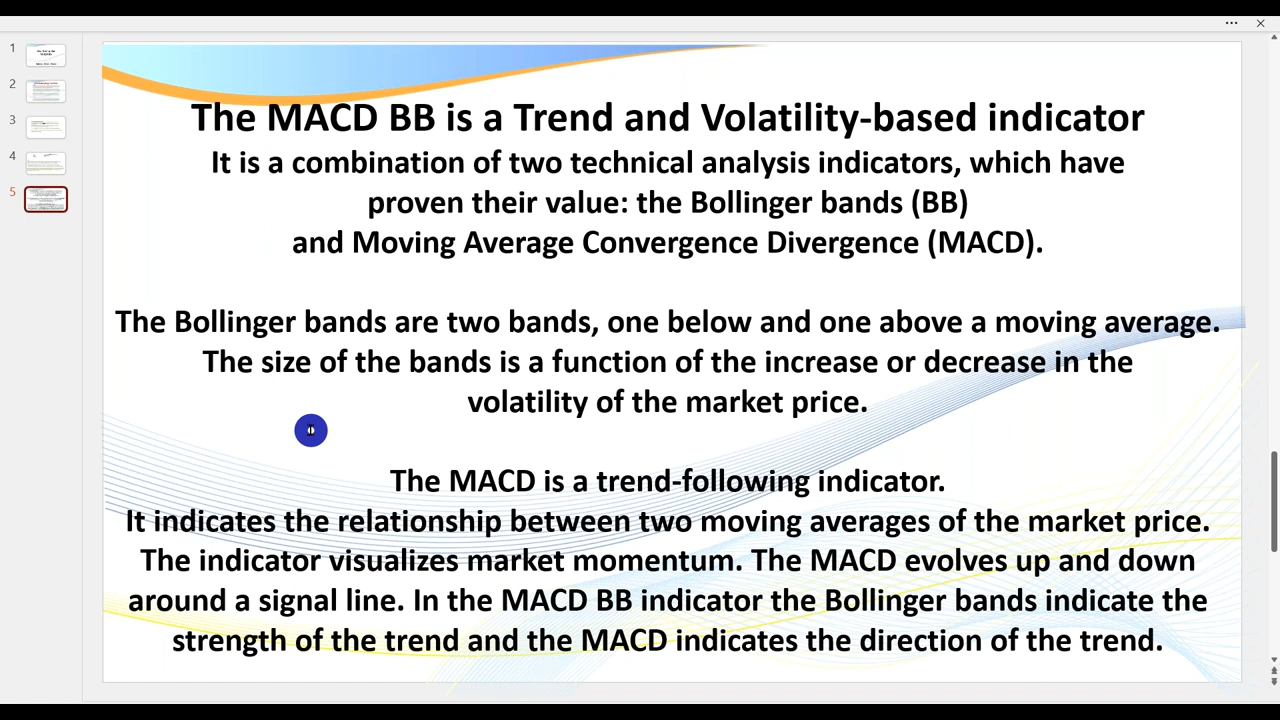 1
2
3
4
5
The MACD BB is a Trend and Volatility-based indicator
It is a combination of two technical analysis indicators, which have
proven their value: the Bollinger bands (BB)
and Moving Average Convergence Divergence (MACD).
The Bollinger bands are two bands, one below and one above a moving average.
The size of the bands is a function of the increase or decrease in the
volatility of the market price.
The MACD is a trend-following indicator.
It indicates the relationship between two moving averages of the market price.
The indicator visualizes market momentum. The MACD evolves up and down
around a signal line. In the MACD BB indicator the Bollinger bands indicate the
strength of the trend and the MACD indicates the direction of the trend.